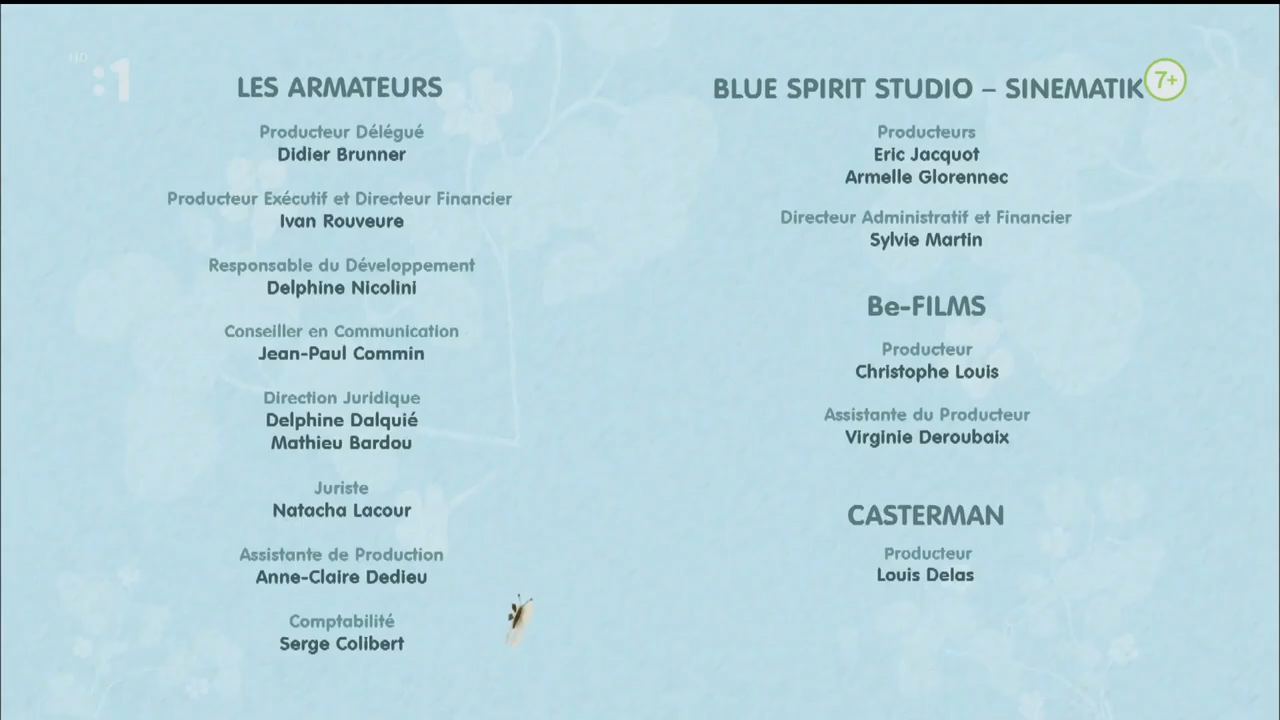 HD
:1
7+
LES ARMATEURS
Producteur Délégué
Didier Brunner
Producteur Exécutif et Directeur Financier
Ivan Rouveure
Responsable du Développement
Delphine Nicolini
Conseiller en Communication
Jean-Paul Commin
Direction Juridique
Delphine Dalquié
Mathieu Bardou
Juriste
Natacha Lacour
Assistante de Production
Anne-Claire Dedieu
Comptabilité
Serge Colibert
BLUE SPIRIT STUDIO – SINEMATIK
Producteurs
Eric Jacquot
Armelle Glorennec
Directeur Administratif et Financier
Sylvie Martin
Be-FILMS
Producteur
Christophe Louis
Assistante du Producteur
Virginie Deroubaix
CASTERMAN
Producteur
Louis Delas